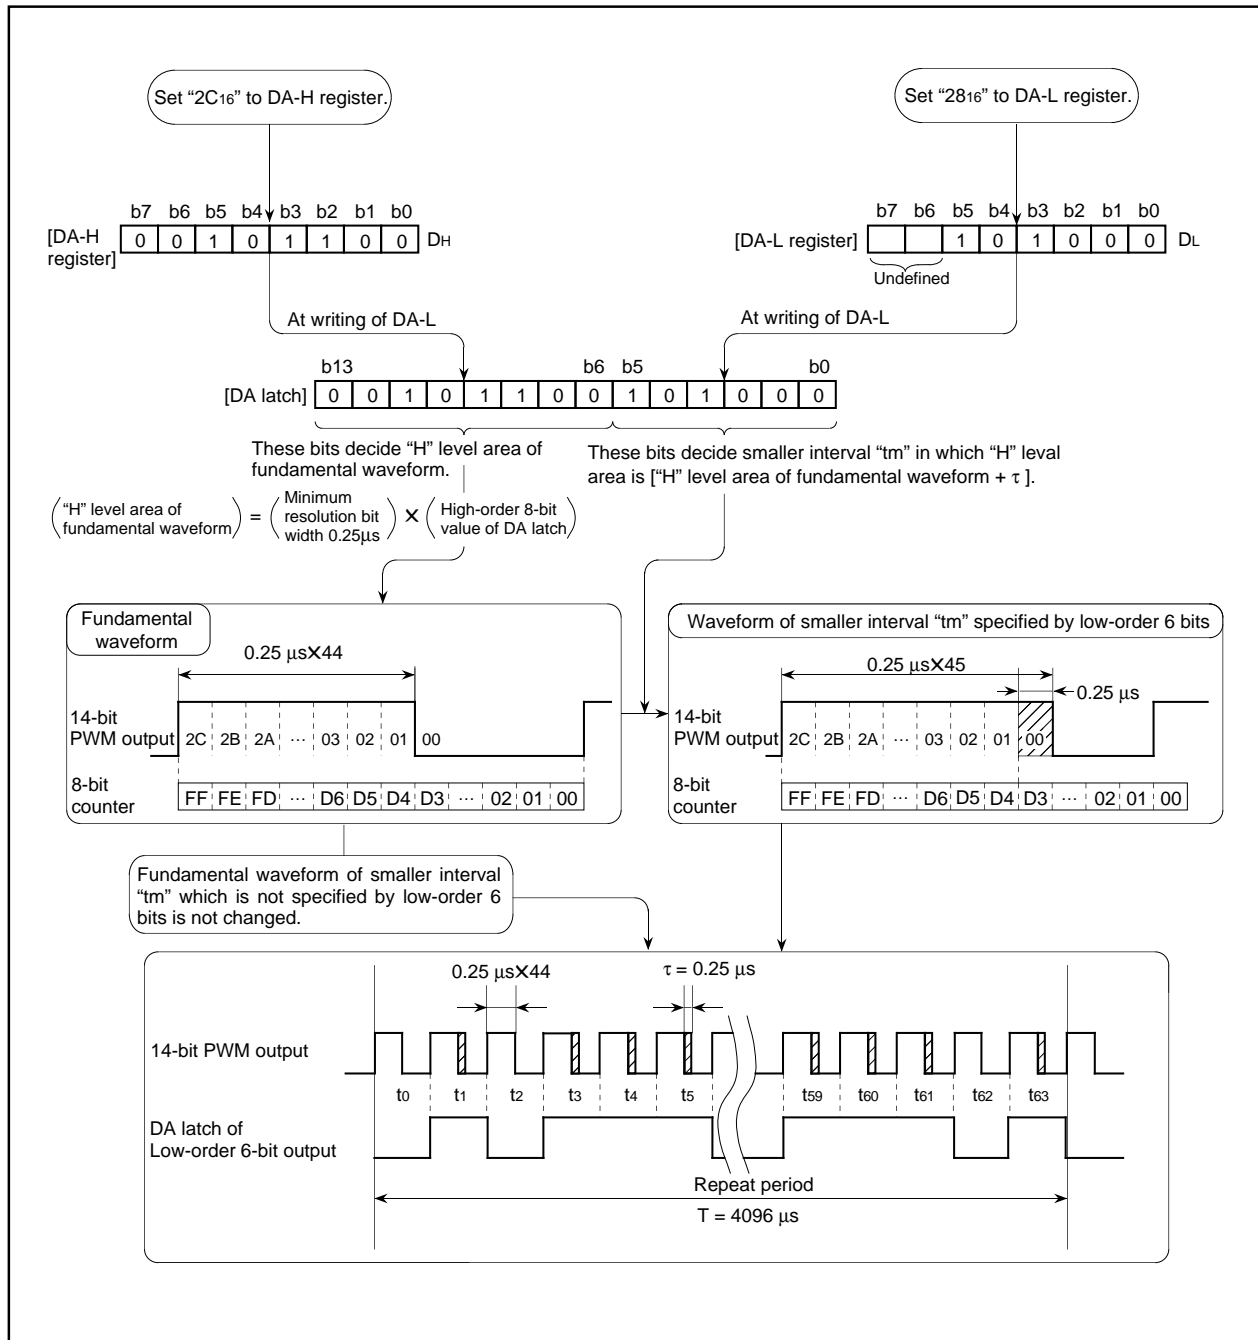 Set “2C16” to DA-H register.
Set “2816” to DA-L register.
b7 b6 b5 b4 b3 b2 b1 b0
[DA-H register] 0 0 1 0 1 1 0 0 DH
b7 b6 b5 b4 b3 b2 b1 b0
[DA-L register] 1 0 1 0 0 0 DL
Undefined
At writing of DA-L
At writing of DA-L
b13 b6 b5 b0
[DA latch] 0 0 1 0 1 1 0 0 1 0 1 0 0 0
These bits decide “H” level area of
fundamental waveform.
These bits decide smaller interval “tm” in which “H” leval
area is [“H” level area of fundamental waveform + τ ].
(“H” level area of
fundamental waveform) = (Minimum
resolution bit
width 0.25µs) × (High-order 8-bit
value of DA latch)
Fundamental
waveform
0.25 µs×44
14-bit
PWM output
2C 2B 2A ··· 03 02 01 00
8-bit
counter
FF FE FD ··· D6 D5 D4 D3 ··· 02 01 00
Waveform of smaller interval “tm” specified by low-order 6 bits
0.25 µs×45
0.25 µs
14-bit
PWM output
2C 2B 2A ··· 03 02 01 00
8-bit
counter
FF FE FD ··· D6 D5 D4 D3 ··· 02 01 00
Fundamental waveform of smaller interval
“tm” which is not specified by low-order 6
bits is not changed.
0.25 µs×44
τ = 0.25 µs
14-bit PWM output
t0 t1 t2 t3 t4 t5 t59 t60 t61 t62 t63
DA latch of
Low-order 6-bit output
Repeat period
T = 4096 µs